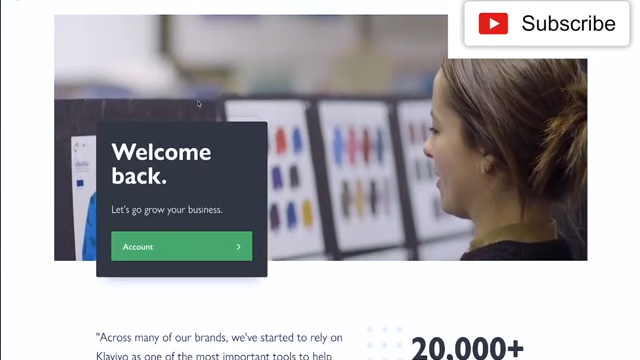 Subscribe
Welcome
back.
Let's go grow your business.
Account
"Across many of our brands, we've started to rely on
Klaviyo as one of the most important tools to help
20,000+